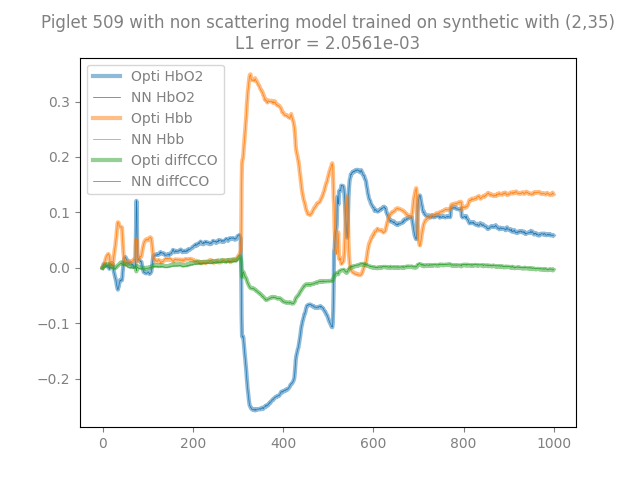 Piglet 509 with non scattering model trained on synthetic with (2,35)
L1 error = 2.0561e-03
Opti HbO2
NN HbO2
Opti Hbb
NN Hbb
Opti diffCCO
NN diffCCO
0.3
0.2
0.1
0.0
−0.1
−0.2
0 200 400 600 800 1000